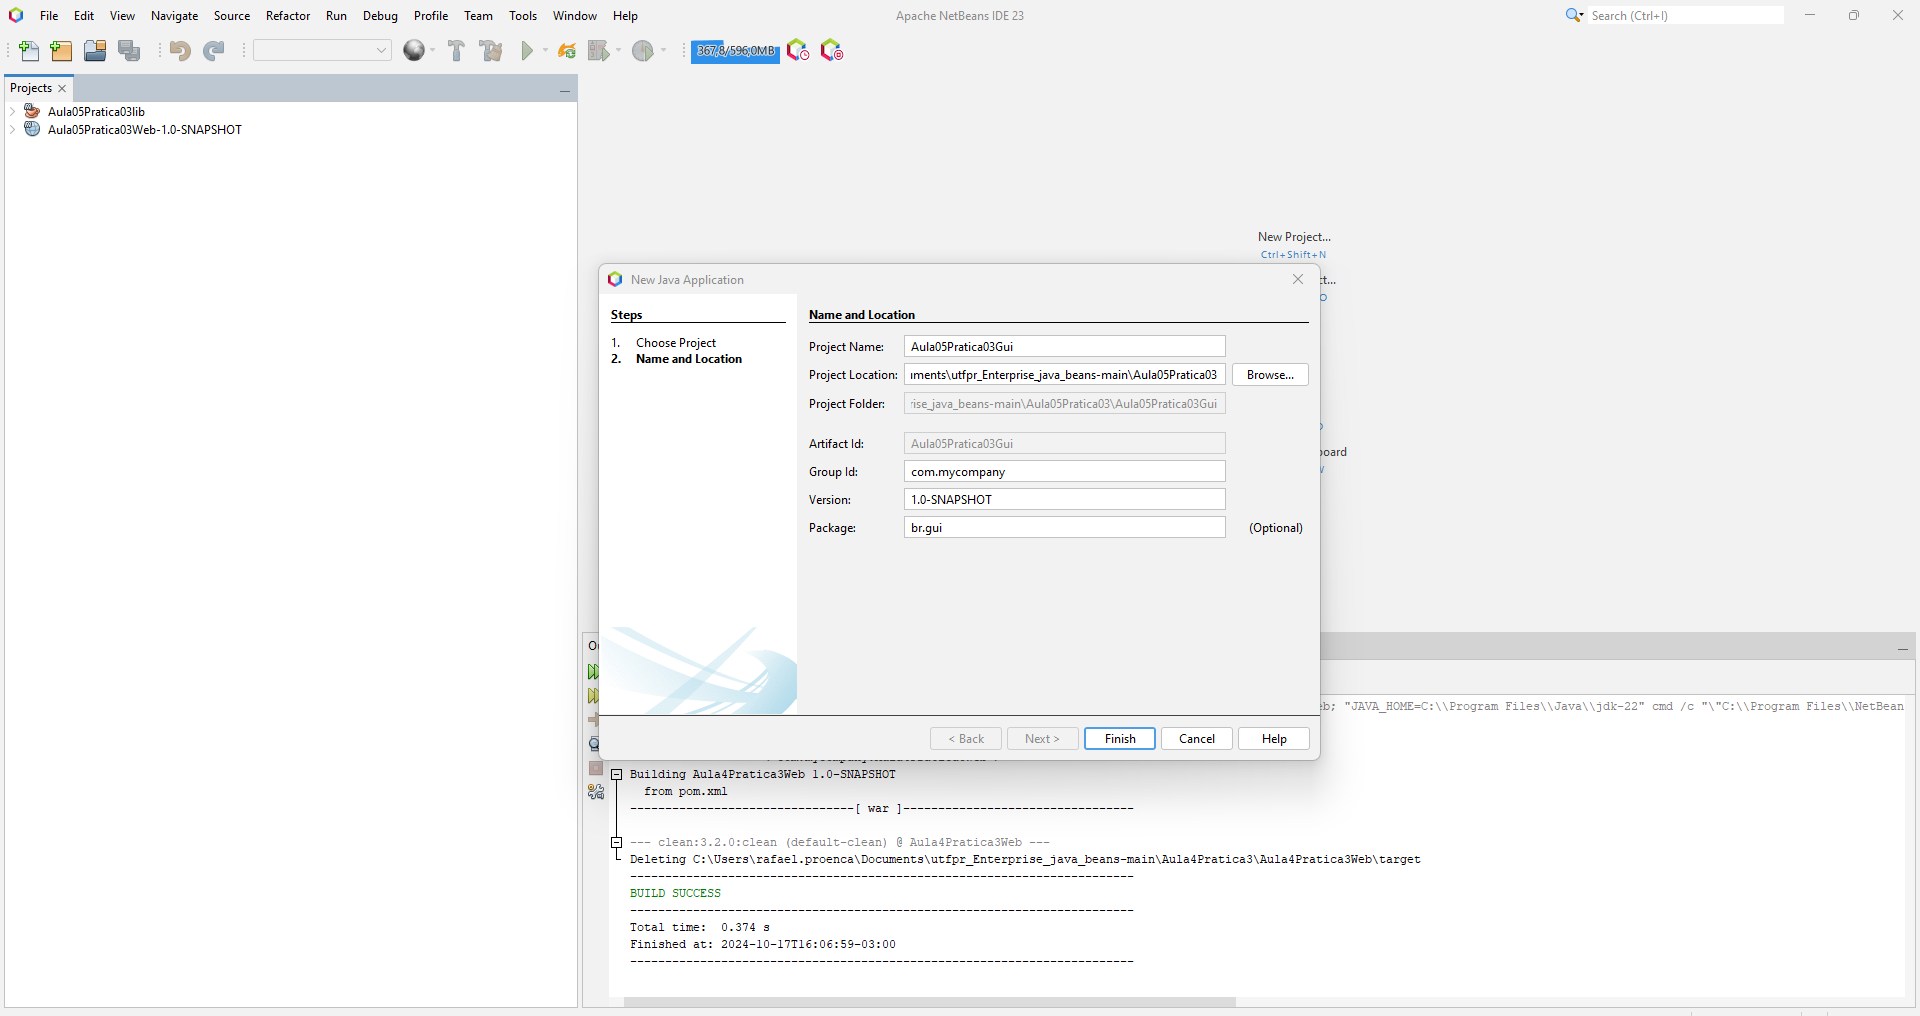 File Edit View Navigate Source Refactor Run Debug Profile Team Tools Window Help
Apache NetBeans IDE 23
Search (Ctrl+I)
367,8/596,0MB
Projects
Aula05Pratica03lib
Aula05Pratica03Web-1.0-SNAPSHOT
New Project...
Ctrl+Shift+N
ct...
O
oard
New Java Application
Steps
1. Choose Project
2. Name and Location
Name and Location
Project Name: Aula05Pratica03Gui
Project Location: ıments\utfpr_Enterprise_java_beans-main\Aula05Pratica03 Browse...
Project Folder: rise_java_beans-main\Aula05Pratica03\Aula05Pratica03Gui
Artifact Id: Aula05Pratica03Gui
Group Id: com.mycompany
Version: 1.0-SNAPSHOT
Package: br.gui (Optional)
< Back Next > Finish Cancel Help
eb; "JAVA_HOME=C:\\Program Files\\Java\\jdk-22" cmd /c "\"C:\\Program Files\\NetBean
Building Aula4Pratica3Web 1.0-SNAPSHOT
from pom.xml
--------------------------------[ war ]---------------------------------
--- clean:3.2.0:clean (default-clean) @ Aula4Pratica3Web ---
Deleting C:\Users\rafael.proenca\Documents\utfpr_Enterprise_java_beans-main\Aula4Pratica3\Aula4Pratica3Web\target
------------------------------------------------------------------------
BUILD SUCCESS
------------------------------------------------------------------------
Total time:  0.374 s
Finished at: 2024-10-17T16:06:59-03:00
------------------------------------------------------------------------